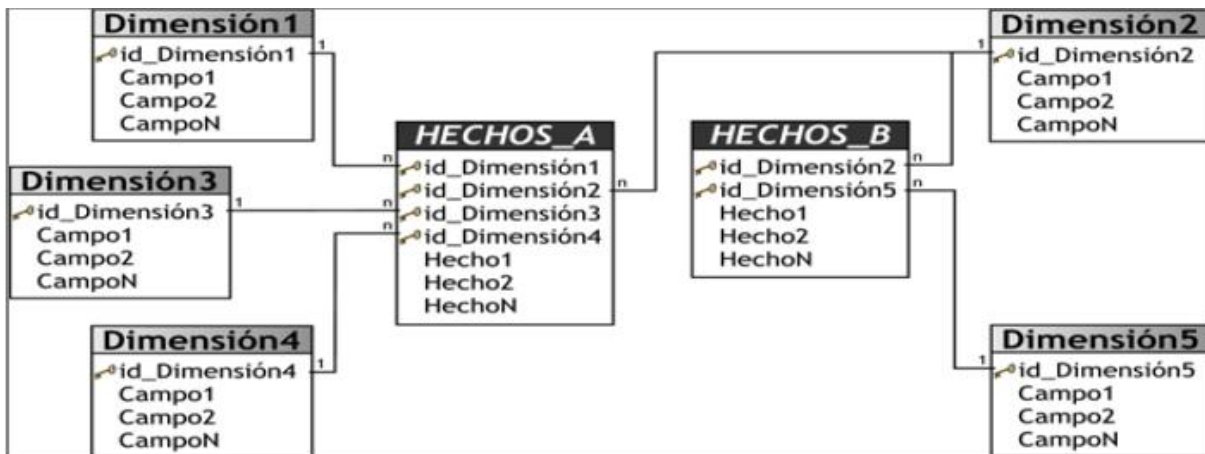 Dimensión1
1
id_Dimensión1
Campo1
Campo2
CampoN
Dimensión3
id_Dimensión3
1
Campo1
Campo2
CampoN
Dimensión4
id_Dimensión4
1
Campo1
Campo2
CampoN
HECHOS_A
n
id_Dimensión1
id_Dimensión2
n
n
id_Dimensión3
n
id_Dimensión4
Hecho1
Hecho2
HechoN
HECHOS_B
id_Dimensión2
n
id_Dimensión5
n
Hecho1
Hecho2
HechoN
Dimensión2
1
id_Dimensión2
Campo1
Campo2
CampoN
Dimensión5
1
id_Dimensión5
Campo1
Campo2
CampoN